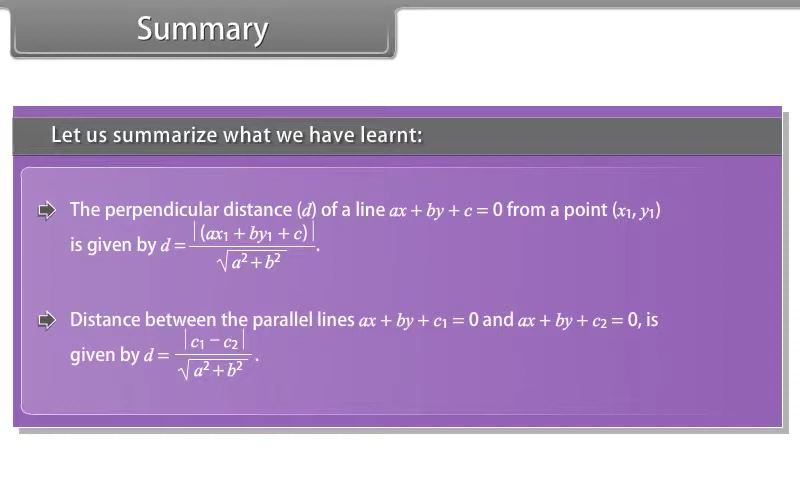 Summary
Let us summarize what we have learnt:
The perpendicular distance (d) of a line ax + by + c = 0 from a point (x₁, y₁)
is given by d = |(ax₁ + by₁ + c)| / √(a² + b²).
Distance between the parallel lines ax + by + c₁ = 0 and ax + by + c₂ = 0, is
given by d = |c₁ − c₂| / √(a² + b²).